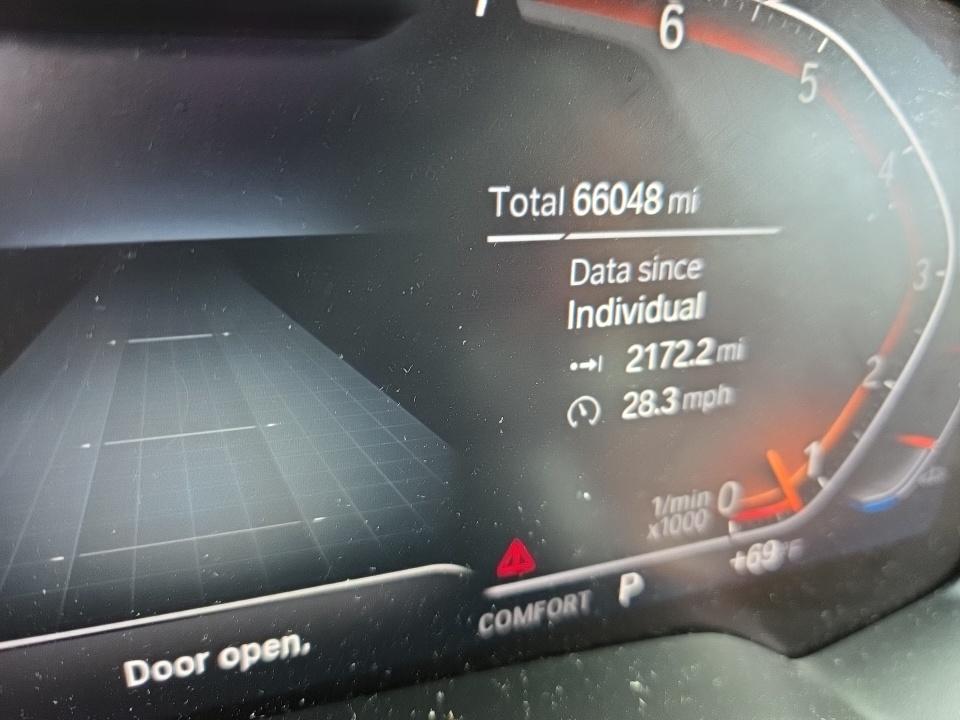 7
6
5
4
3
2
1
0
1/min
x1000
Total 66048 mi
Data since
Individual
2172.2 mi
28.3 mph
+69°F
COMFORT P
Door open.